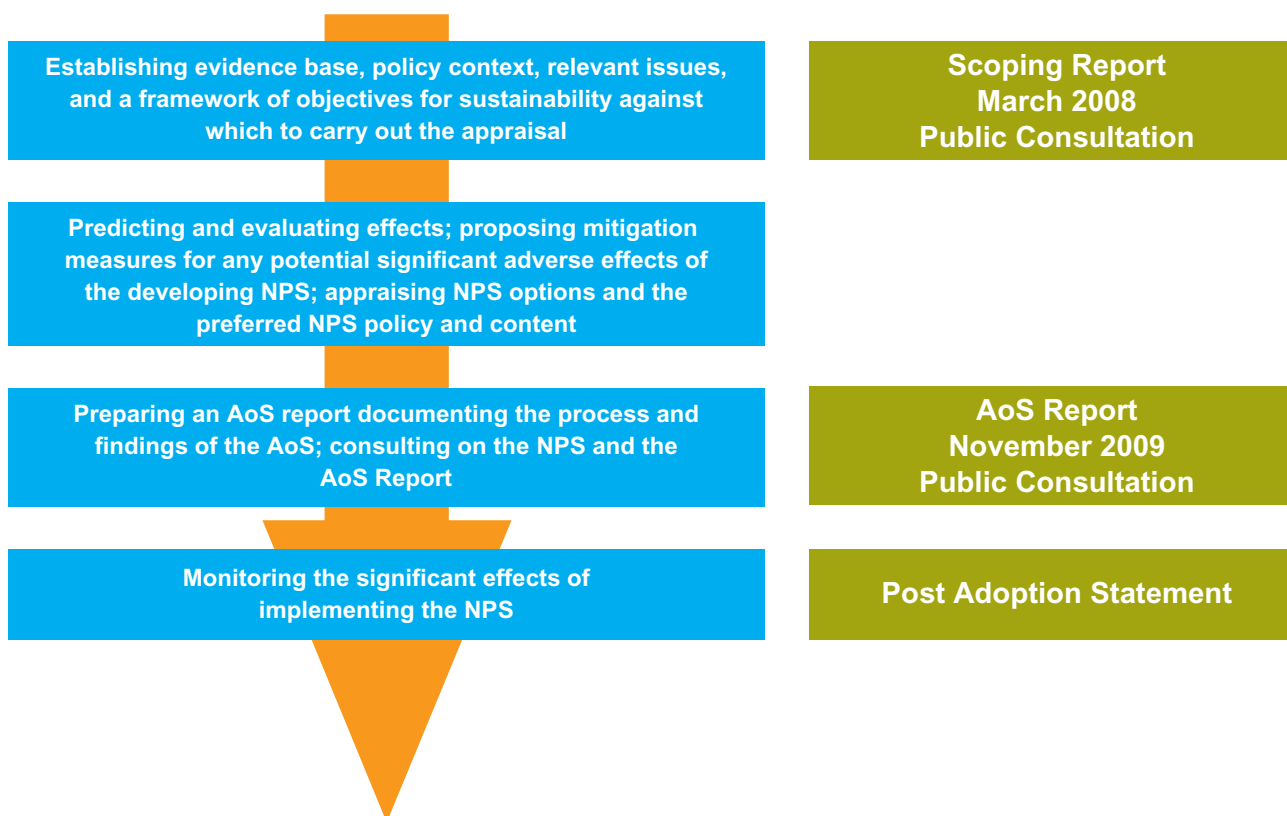 Establishing evidence base, policy context, relevant issues,
and a framework of objectives for sustainability against
which to carry out the appraisal
Scoping Report
March 2008
Public Consultation
Predicting and evaluating effects; proposing mitigation
measures for any potential significant adverse effects of
the developing NPS; appraising NPS options and the
preferred NPS policy and content
Preparing an AoS report documenting the process and
findings of the AoS; consulting on the NPS and the
AoS Report
AoS Report
November 2009
Public Consultation
Monitoring the significant effects of
implementing the NPS
Post Adoption Statement